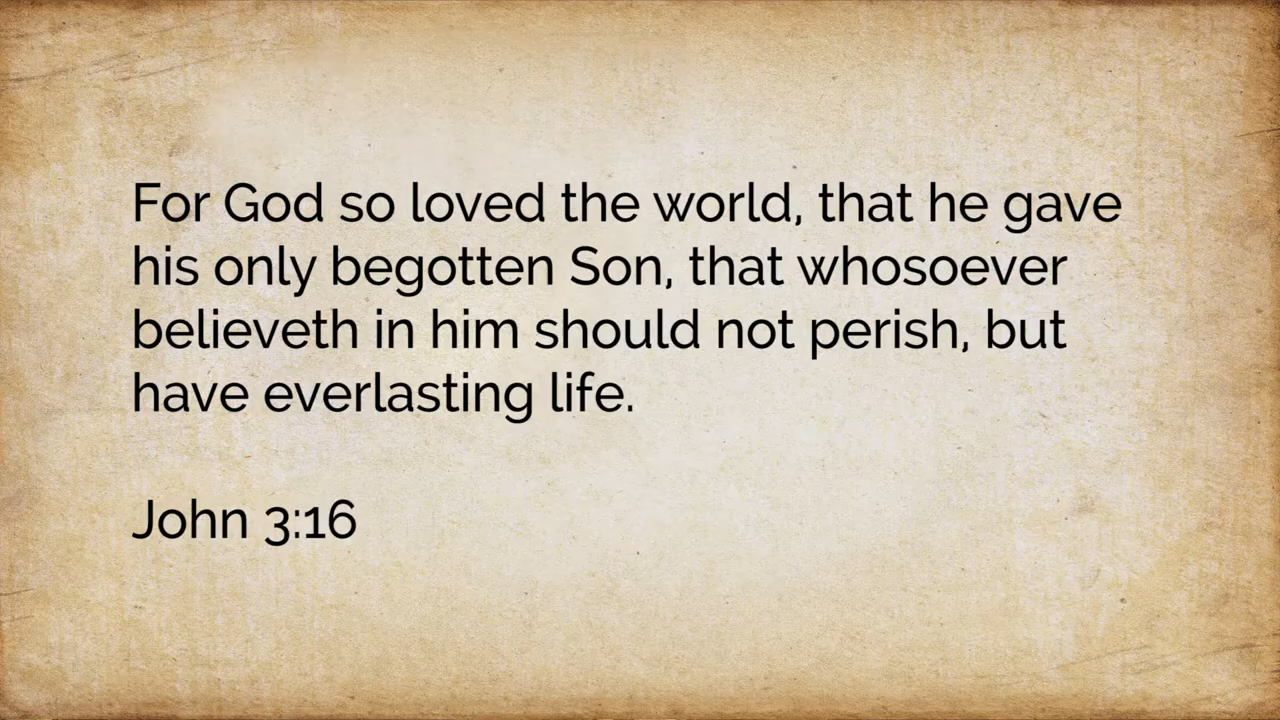 For God so loved the world, that he gave
his only begotten Son, that whosoever
believeth in him should not perish, but
have everlasting life.
John 3:16